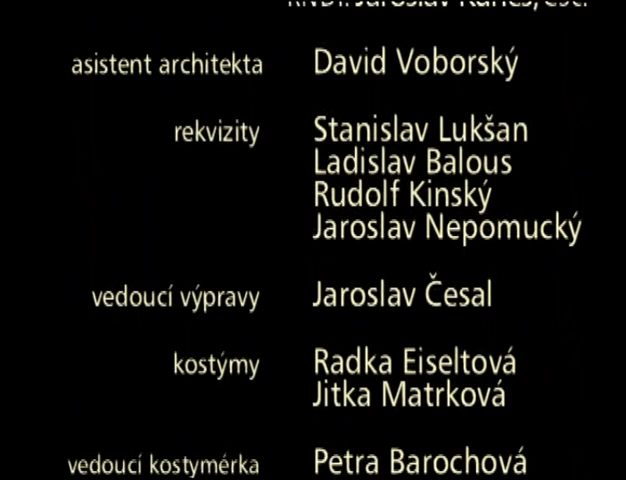 asistent architekta David Voborský
rekvizity Stanislav Lukšan
Ladislav Balous
Rudolf Kinský
Jaroslav Nepomucký
vedoucí výpravy Jaroslav Česal
kostýmy Radka Eiseltová
Jitka Matrková
vedoucí kostymérka Petra Barochová